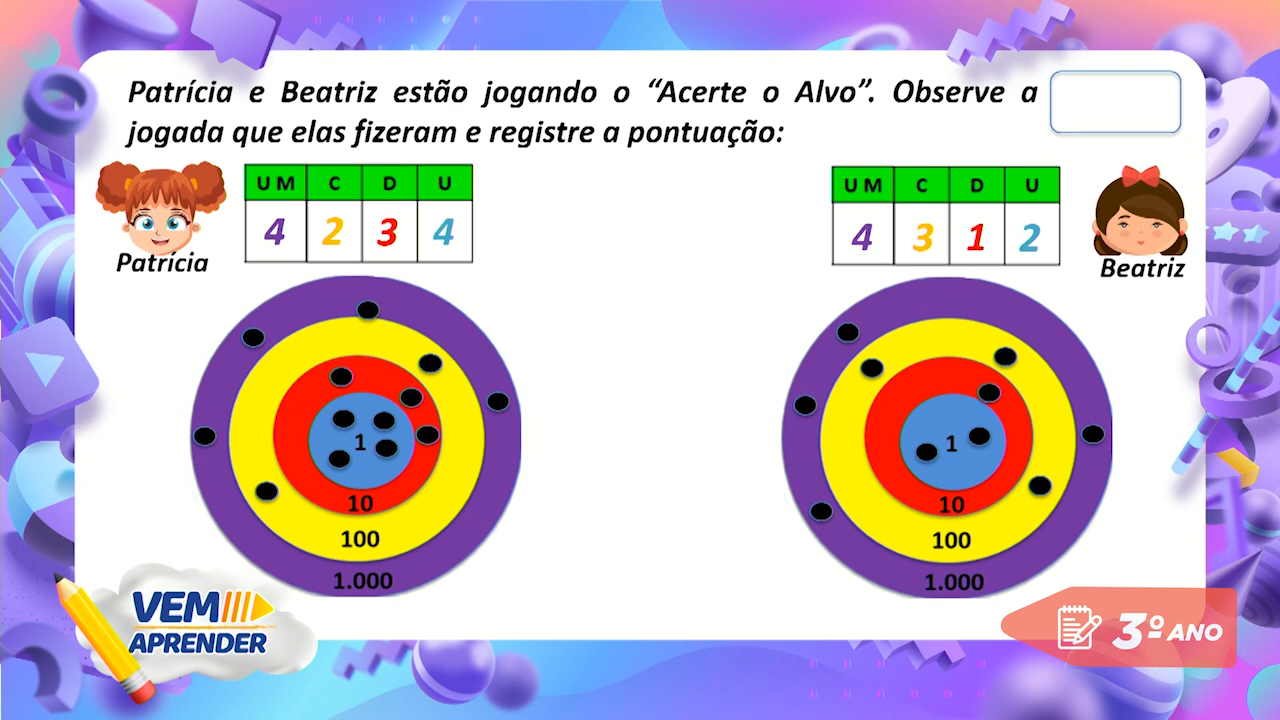 Patrícia e Beatriz estão jogando o “Acerte o Alvo”. Observe a
jogada que elas fizeram e registre a pontuação:
U M C D U
4 2 3 4
Patrícia
U M C D U
4 3 1 2
Beatriz
1
10
100
1.000
1
10
100
1.000
VEM
APRENDER
3º ANO